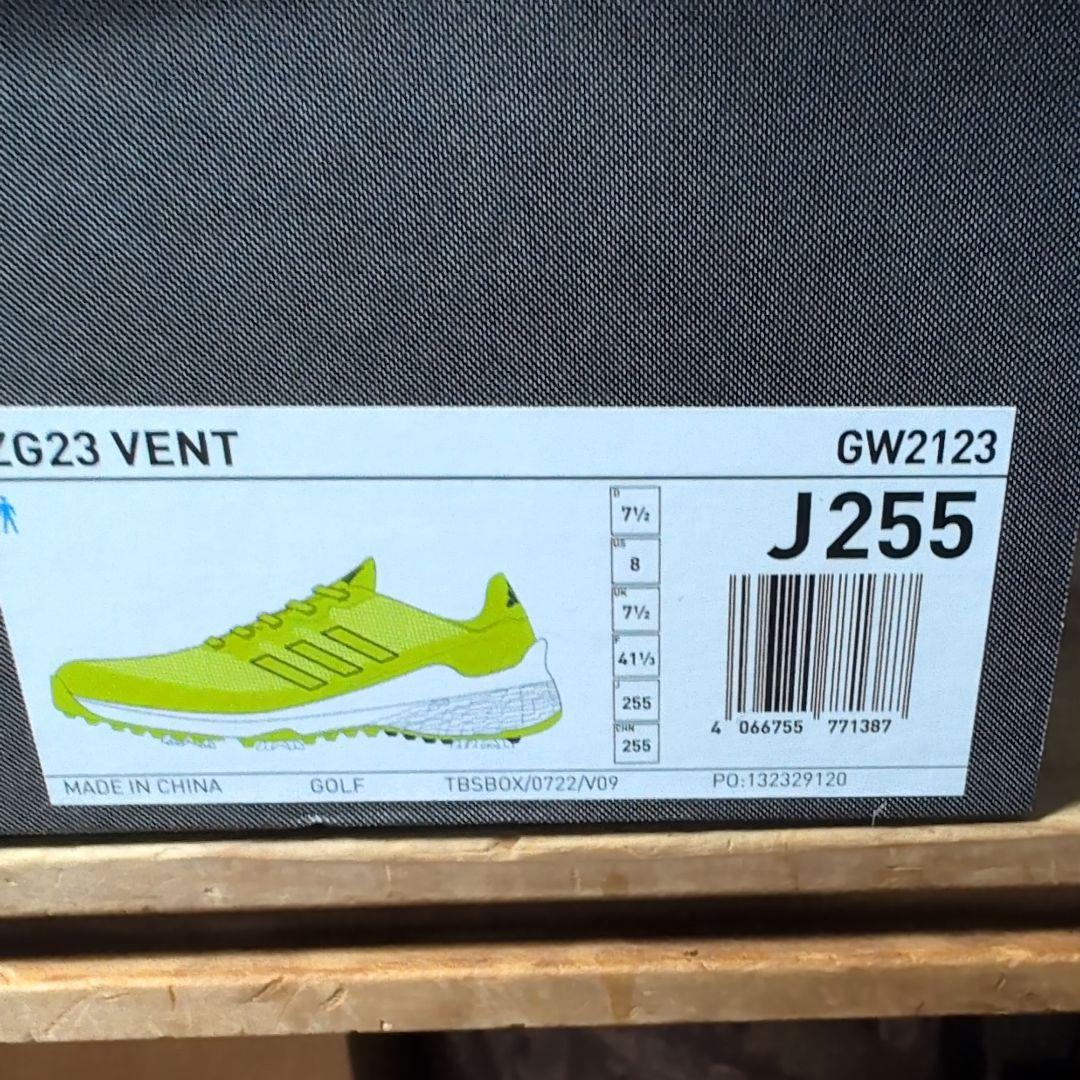 ZG23 VENT
GW2123
J255
D
7½
US
8
UK
7½
F
41⅓
J
255
CHN
255
4 066755 771387
MADE IN CHINA GOLF TBSBOX/0722/V09 PO:132329120